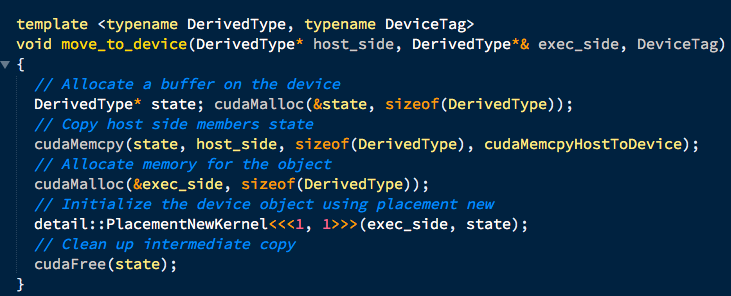 template <typename DerivedType, typename DeviceTag>
void move_to_device(DerivedType* host_side, DerivedType*& exec_side, DeviceTag)
{
  // Allocate a buffer on the device
  DerivedType* state; cudaMalloc(&state, sizeof(DerivedType));
  // Copy host side members state
  cudaMemcpy(state, host_side, sizeof(DerivedType), cudaMemcpyHostToDevice);
  // Allocate memory for the object
  cudaMalloc(&exec_side, sizeof(DerivedType));
  // Initialize the device object using placement new
  detail::PlacementNewKernel<<<1, 1>>>(exec_side, state);
  // Clean up intermediate copy
  cudaFree(state);
}